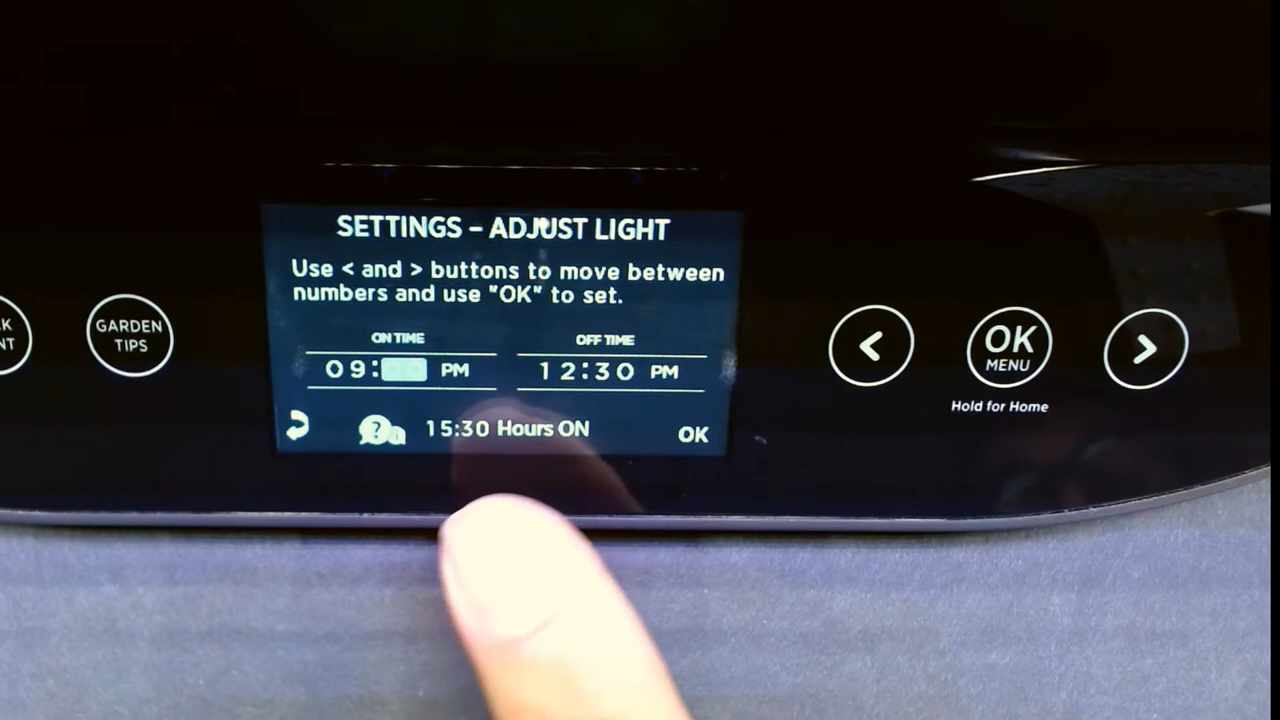 K
NT
GARDEN
TIPS
SETTINGS – ADJUST LIGHT
Use < and > buttons to move between
numbers and use "OK" to set.
ON TIME
OFF TIME
09: PM
12:30 PM
?
15:30 Hours ON
OK
<
OK
MENU
>
Hold for Home